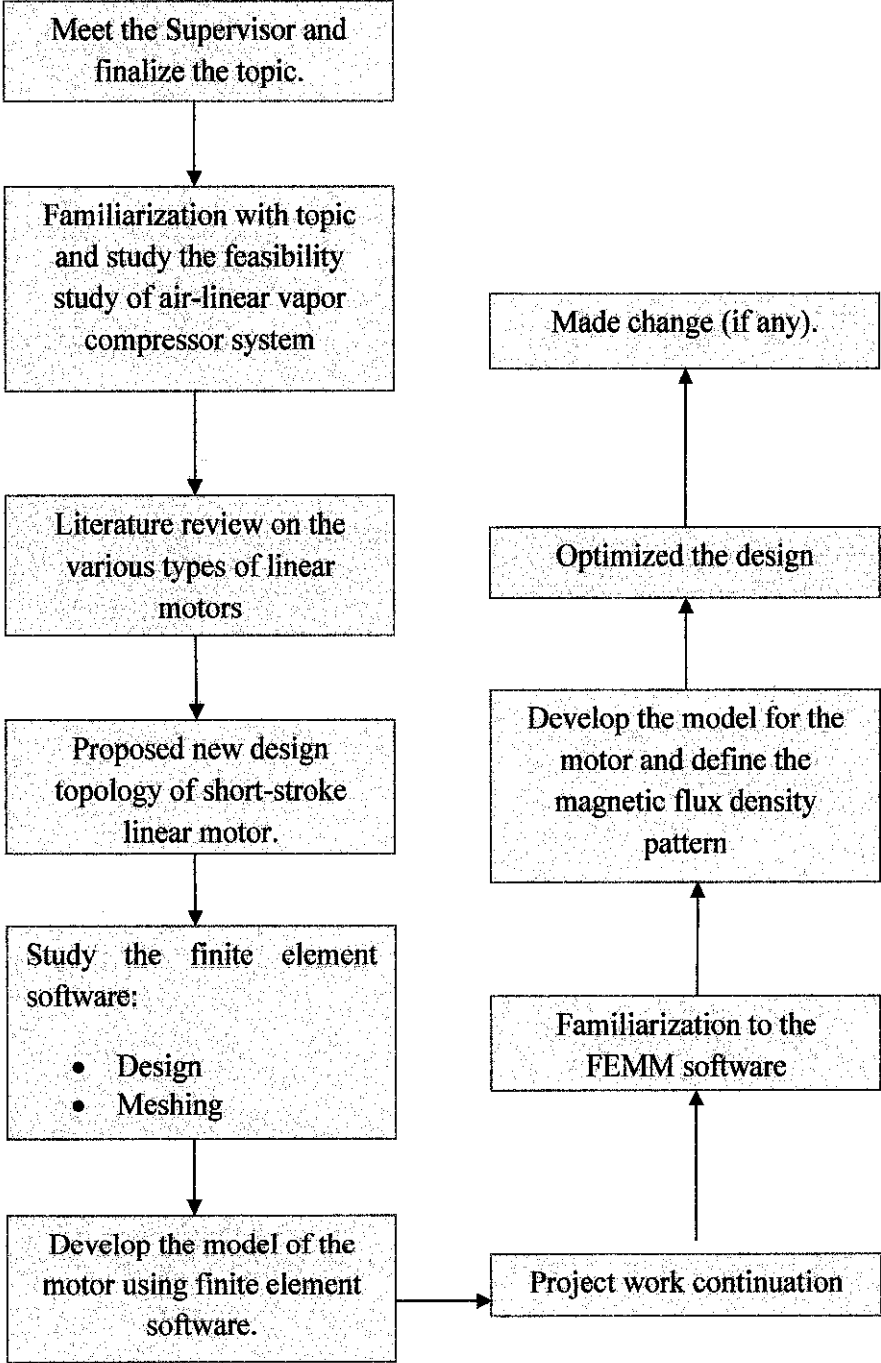 Meet the Supervisor and
finalize the topic.
Familiarization with topic
and study the feasibility
study of air-linear vapor
compressor system
Literature review on the
various types of linear
motors
Proposed new design
topology of short-stroke
linear motor.
Study the finite element
software:
• Design
• Meshing
Develop the model of the
motor using finite element
software.
Project work continuation
Familiarization to the
FEMM software
Develop the model for the
motor and define the
magnetic flux density
pattern
Optimized the design
Made change (if any).